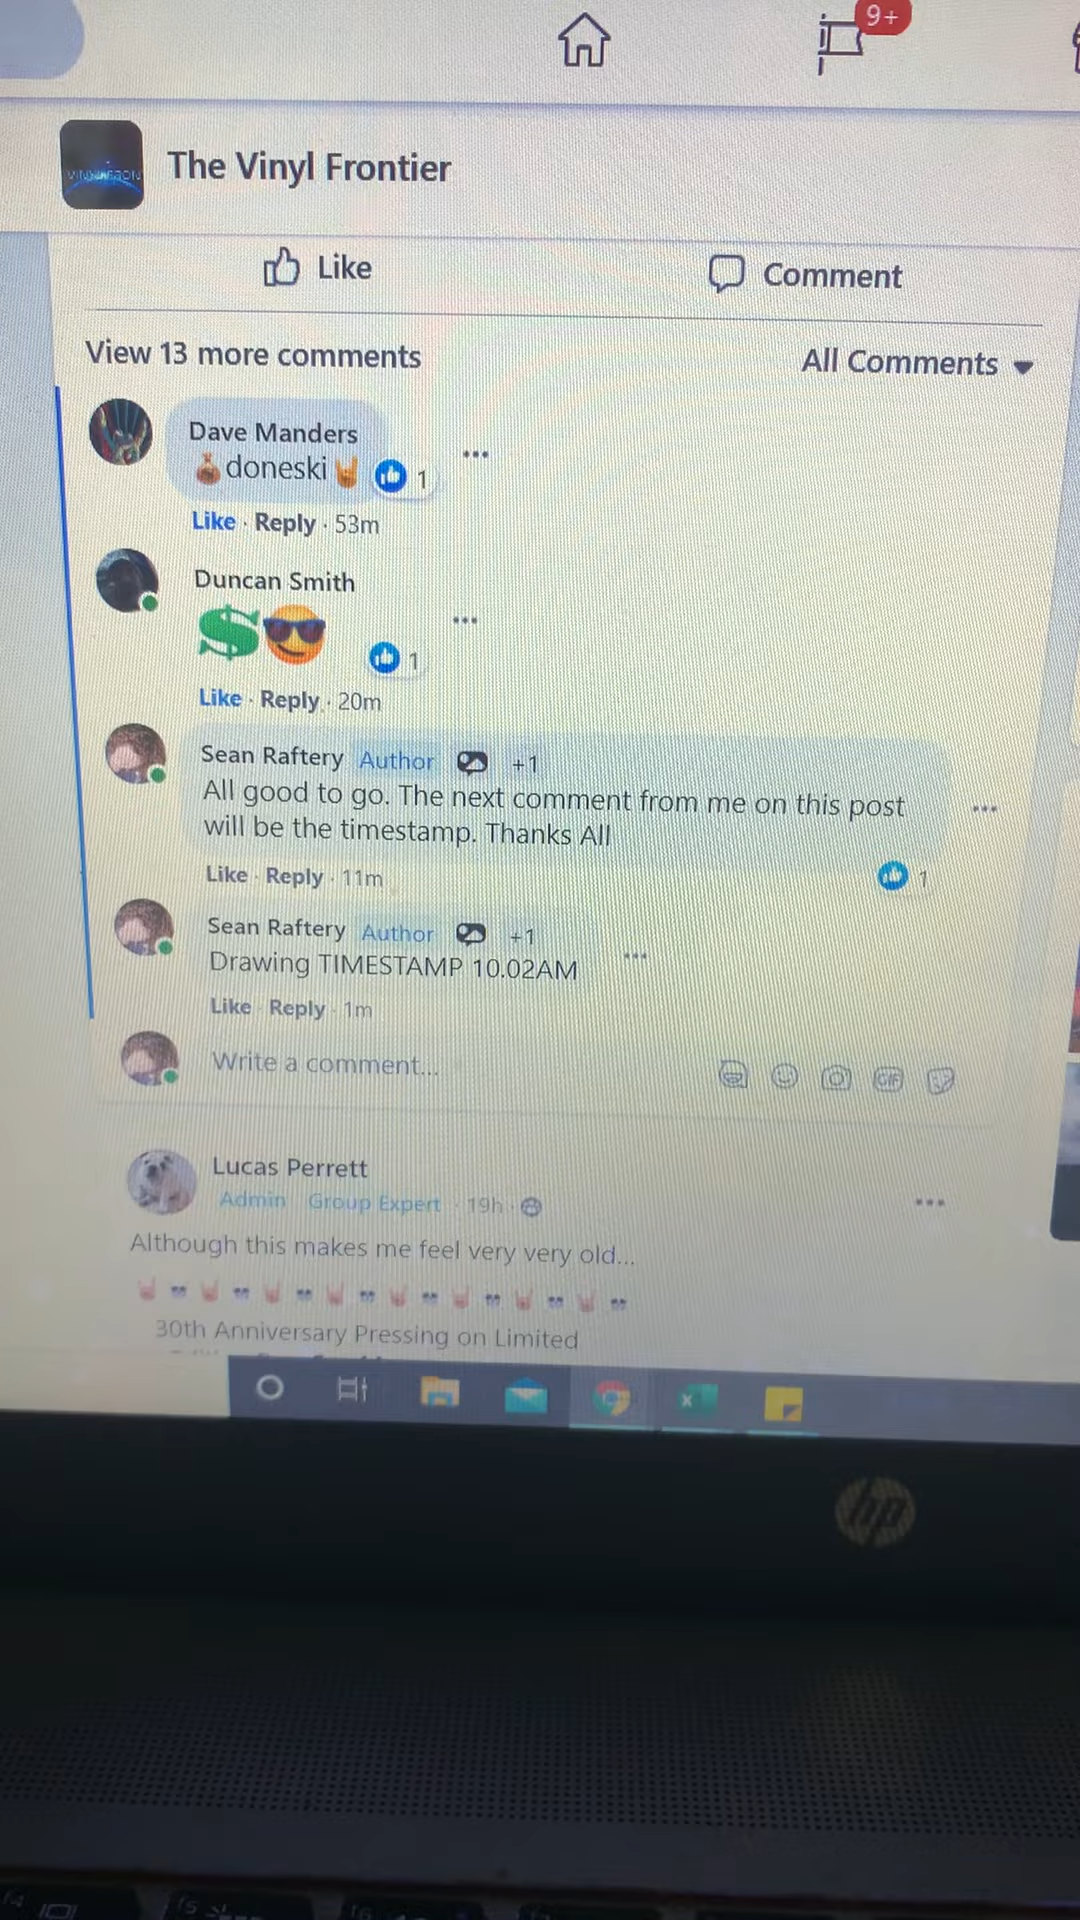 9+
The Vinyl Frontier
Like
Comment
View 13 more comments
All Comments
Dave Manders
doneski
1
Like · Reply · 53m
Duncan Smith
1
Like · Reply · 20m
Sean Raftery Author +1
All good to go. The next comment from me on this post
will be the timestamp. Thanks All
Like · Reply · 11m
1
Sean Raftery Author +1
Drawing TIMESTAMP 10.02AM
Like · Reply · 1m
Write a comment...
GIF
Lucas Perrett
Admin Group Expert · 19h
Although this makes me feel very very old...
30th Anniversary Pressing on Limited
hp